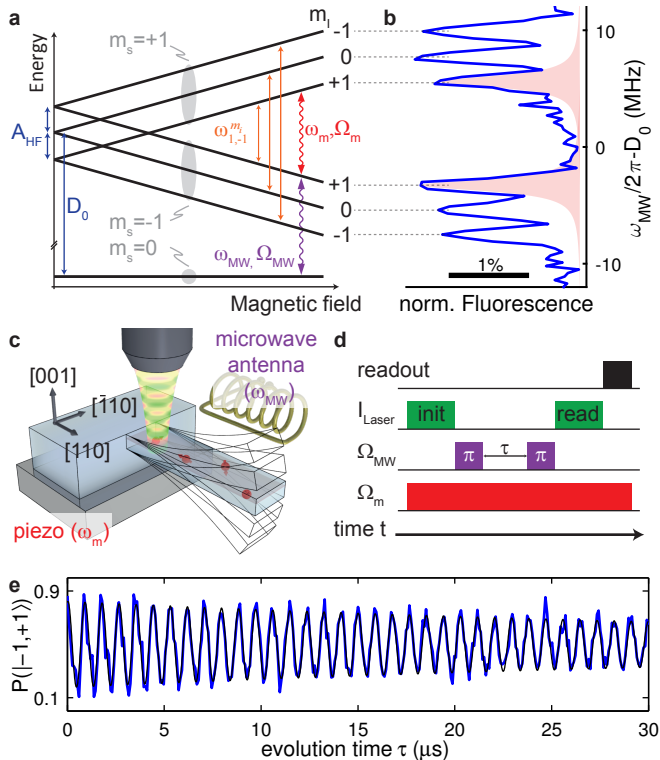 a
Energy
m_s=+1
m_I
-1
0
+1
A_HF
ω^{m_i}_{1,-1}
ω_m,Ω_m
D_0
+1
0
-1
m_s=-1
m_s=0
ω_MW, Ω_MW
Magnetic field
b
10
0
-10
ω_MW/2π-D_0 (MHz)
1%
norm. Fluorescence
c
microwave
antenna
(ω_MW)
[001]
[1̄10]
[110]
piezo (ω_m)
d
readout
I_Laser
init
read
Ω_MW
π
τ
π
Ω_m
time t
e
P(|−1,+1⟩)
0.9
0.1
0
5
10
15
20
25
30
evolution time τ (μs)